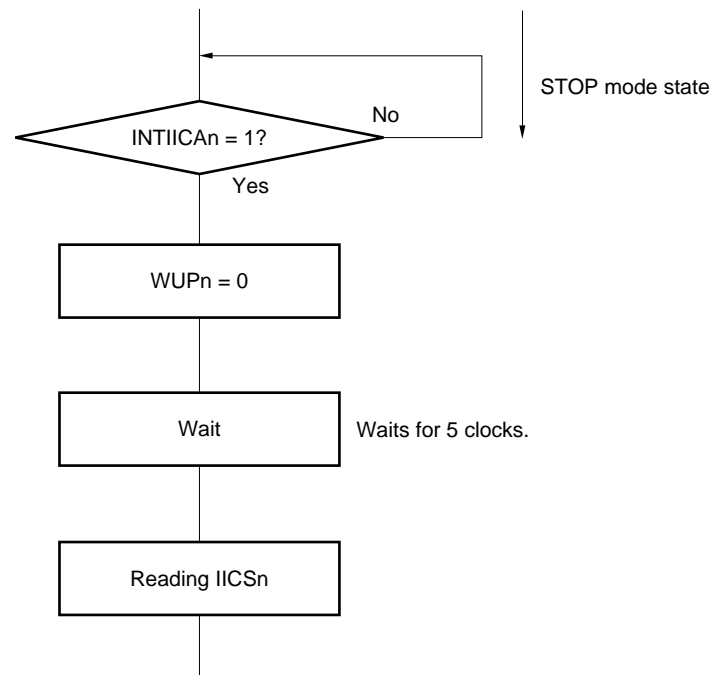 STOP mode state
No
INTIICAn = 1?
Yes
WUPn = 0
Wait
Waits for 5 clocks.
Reading IICSn